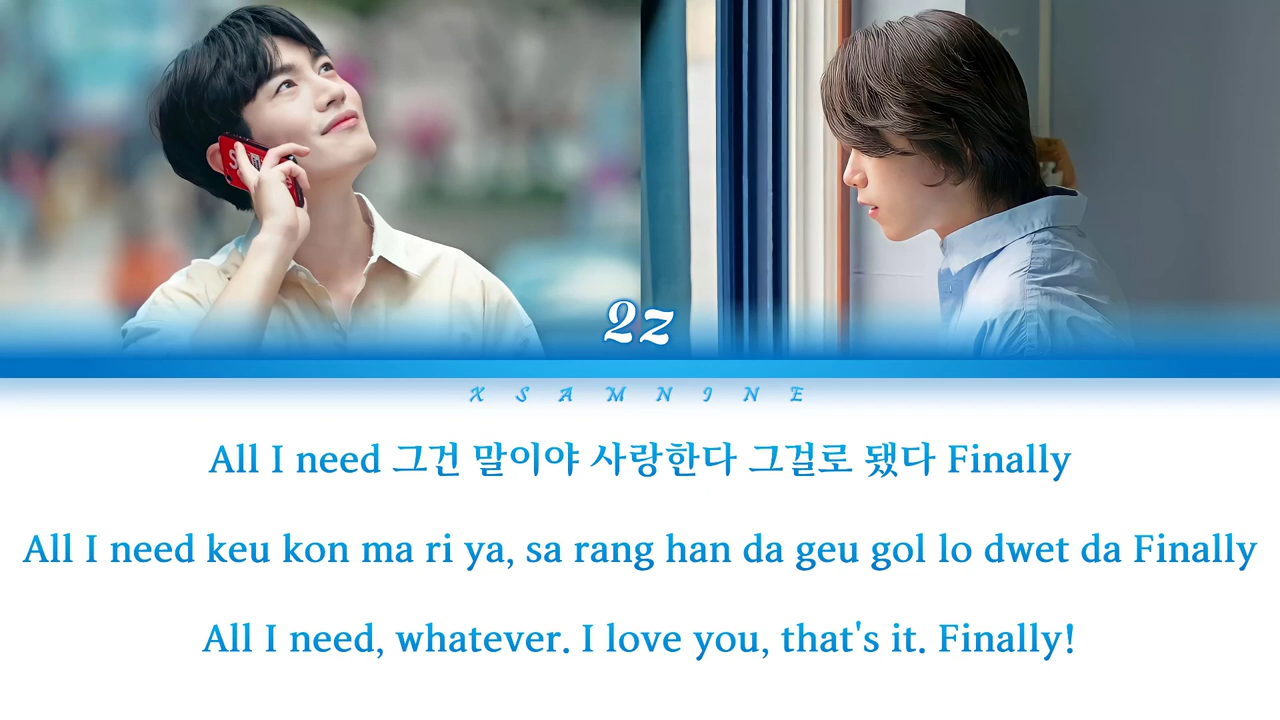 2z
XSAMNINE
All I need 그건 말이야 사랑한다 그걸로 됐다 Finally
All I need keu kon ma ri ya, sa rang han da geu gol lo dwet da Finally
All I need, whatever. I love you, that's it. Finally!